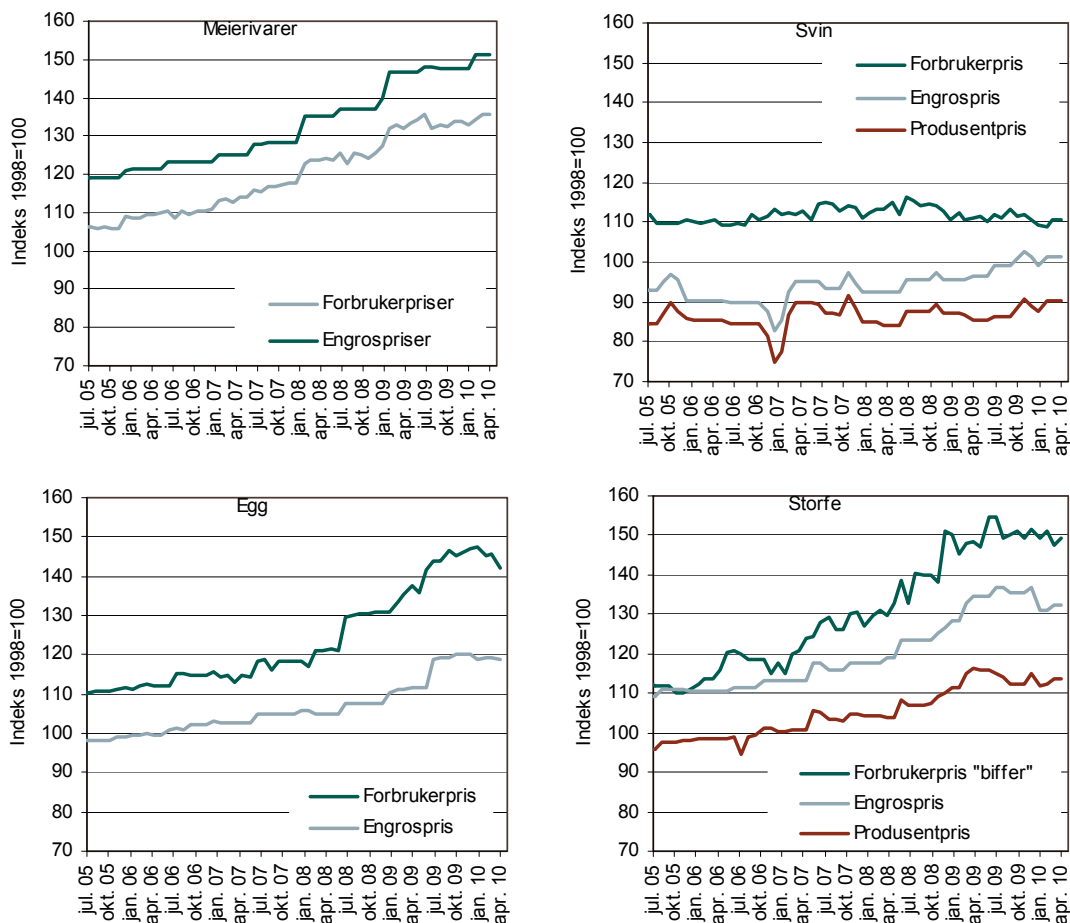 Meierivarer
Indeks 1998=100
160
150
140
130
120
110
100
90
80
70
Forbrukerpriser
Engrospriser
jul. 05
okt. 05
jan. 06
apr. 06
jul. 06
okt. 06
jan. 07
apr. 07
jul. 07
okt. 07
jan. 08
apr. 08
jul. 08
okt. 08
jan. 09
apr. 09
jul. 09
okt. 09
jan. 10
apr. 10
Svin
Indeks 1998=100
160
150
140
130
120
110
100
90
80
70
Forbrukerpris
Engrospris
Produsentpris
jul. 05
okt. 05
jan. 06
apr. 06
jul. 06
okt. 06
jan. 07
apr. 07
jul. 07
okt. 07
jan. 08
apr. 08
jul. 08
okt. 08
jan. 09
apr. 09
jul. 09
okt. 09
jan. 10
apr. 10
Egg
Indeks 1998=100
160
150
140
130
120
110
100
90
80
70
Forbrukerpris
Engrospris
jul. 05
okt. 05
jan. 06
apr. 06
jul. 06
okt. 06
jan. 07
apr. 07
jul. 07
okt. 07
jan. 08
apr. 08
jul. 08
okt. 08
jan. 09
apr. 09
jul. 09
okt. 09
jan. 10
apr. 10
Storfe
Indeks 1998=100
160
150
140
130
120
110
100
90
80
70
Forbrukerpris "biffer"
Engrospris
Produsentpris
jul. 05
okt. 05
jan. 06
apr. 06
jul. 06
okt. 06
jan. 07
apr. 07
jul. 07
okt. 07
jan. 08
apr. 08
jul. 08
okt. 08
jan. 09
apr. 09
jul. 09
okt. 09
jan. 10
apr. 10